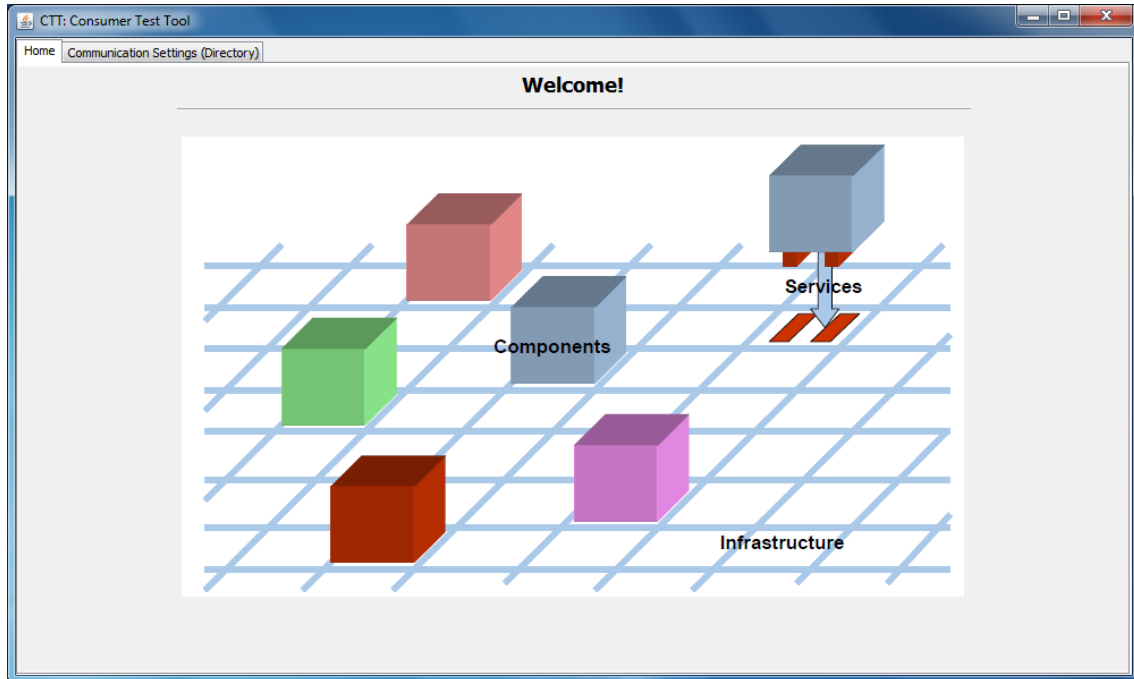 CTT: Consumer Test Tool
Home
Communication Settings (Directory)
Welcome!
Services
Components
Infrastructure